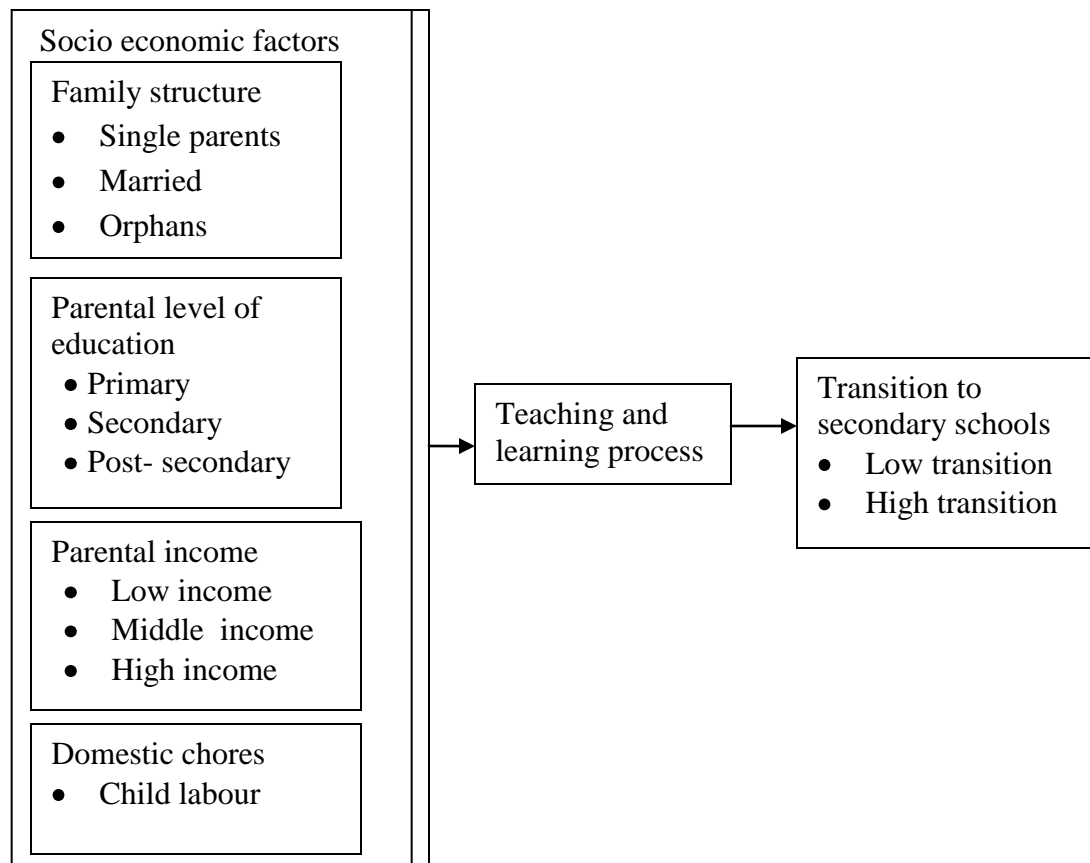 Socio economic factors
Family structure
● Single parents
● Married
● Orphans
Parental level of
education
● Primary
● Secondary
● Post- secondary
Parental income
● Low income
● Middle  income
● High income
Domestic chores
● Child labour
Teaching and
learning process
Transition to
secondary schools
● Low transition
● High transition